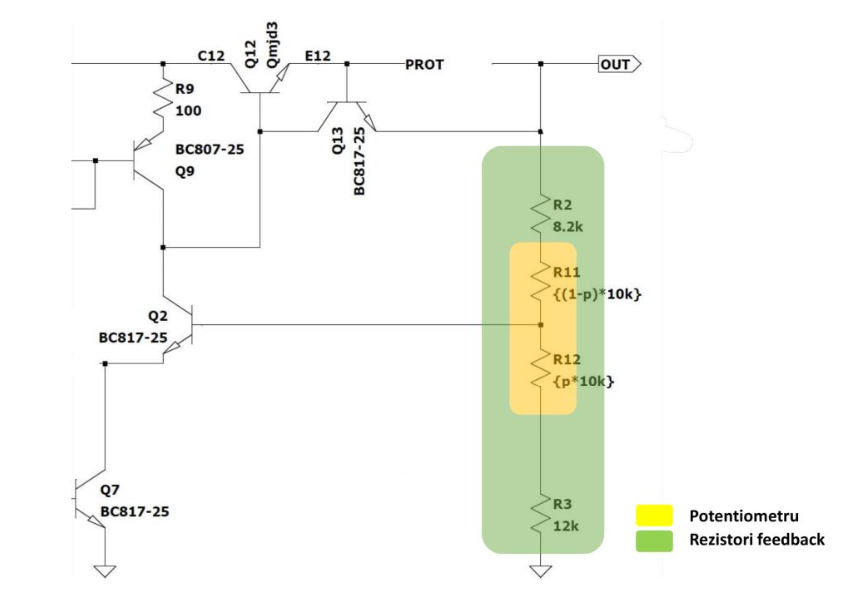 C12
Q12
Qmjd3
E12
PROT
OUT
R9
100
BC807-25
Q9
Q13
BC817-25
R2
8.2k
R11
{(1-p)*10k}
Q2
BC817-25
R12
{p*10k}
Q7
BC817-25
R3
12k
Potentiometru
Rezistori feedback